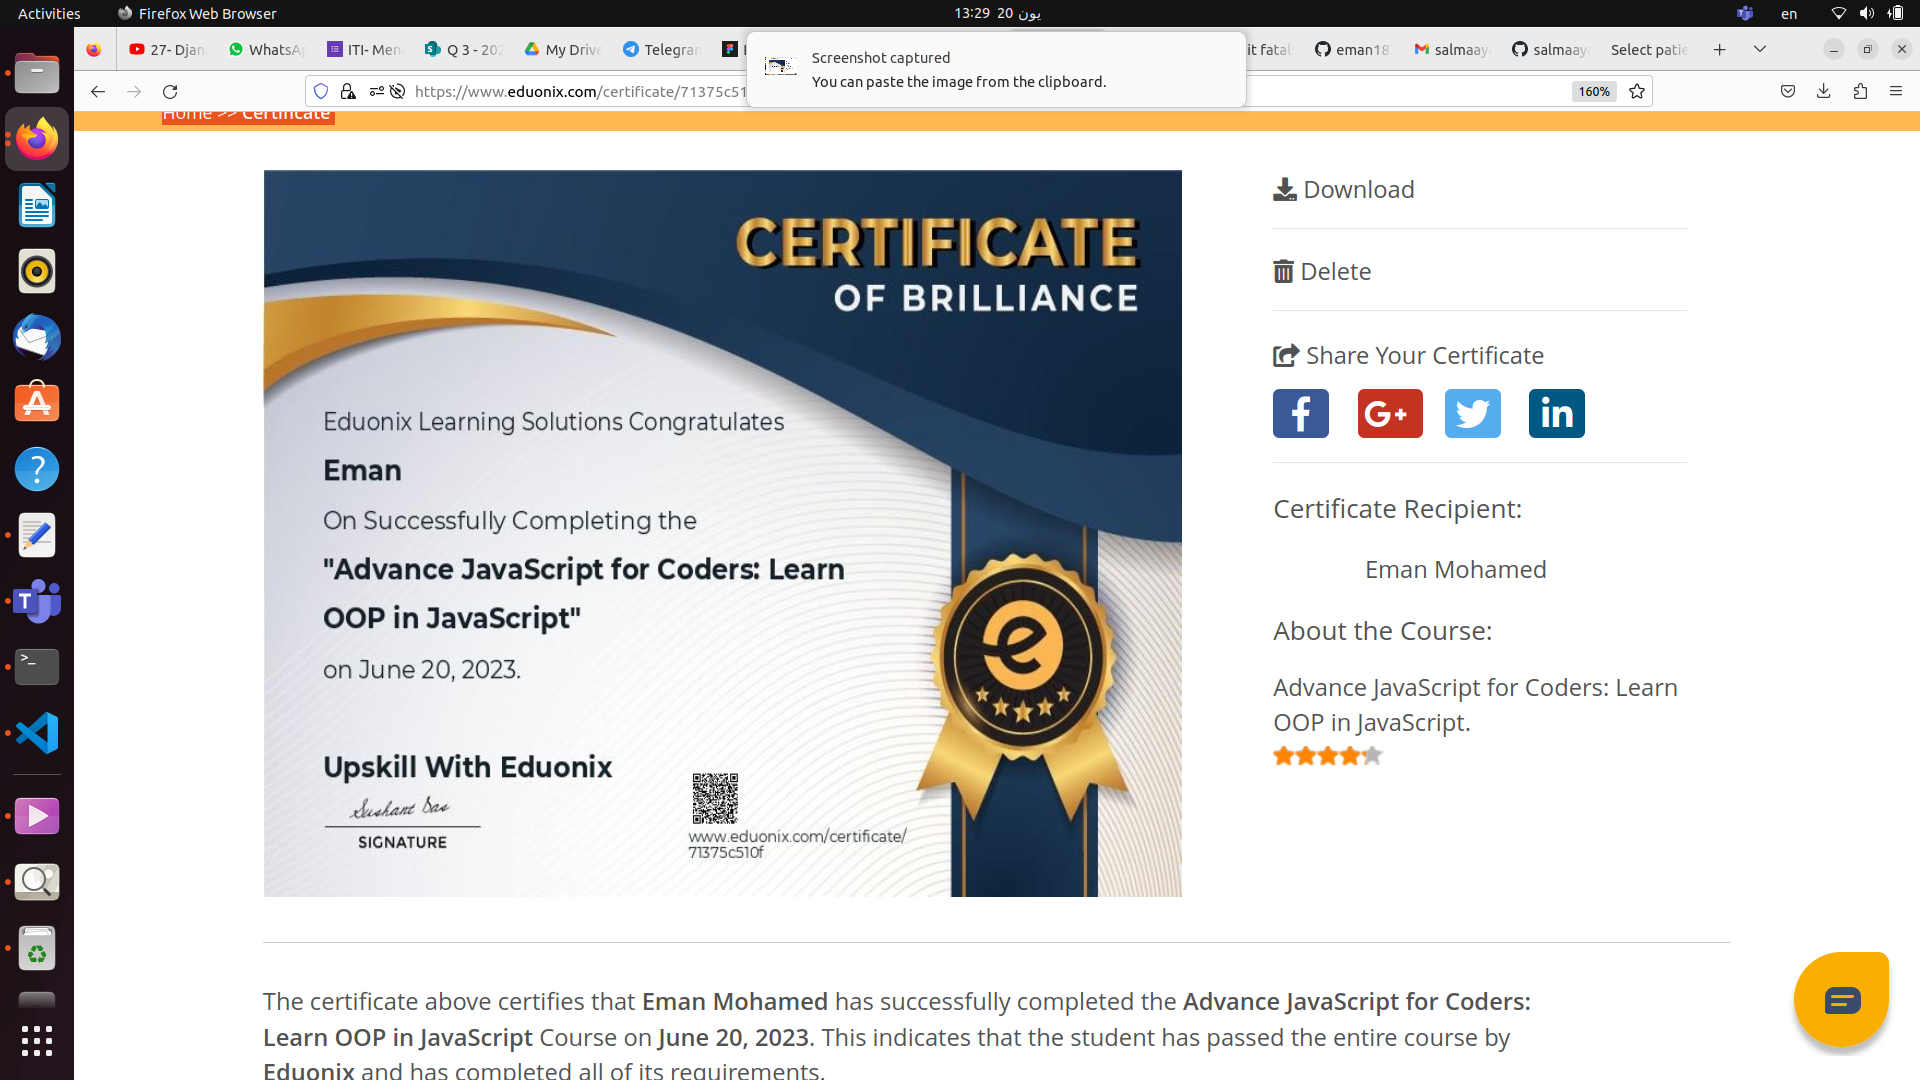 Activities
Firefox Web Browser
13:29 20 يون
en
27- Djan
WhatsAp
ITI- Men
Q 3 - 202
My Drive
Telegran
it fatal
eman18
salmaaya
salmaaya
Select patie
Screenshot captured
You can paste the image from the clipboard.
https://www.eduonix.com/certificate/71375c51
160%
Home >> Certificate
CERTIFICATE
OF BRILLIANCE
Eduonix Learning Solutions Congratulates
Eman
On Successfully Completing the
"Advance JavaScript for Coders: Learn
OOP in JavaScript"
on June 20, 2023.
Upskill With Eduonix
Sushant Das
SIGNATURE
www.eduonix.com/certificate/
71375c510f
Download
Delete
Share Your Certificate
Certificate Recipient:
Eman Mohamed
About the Course:
Advance JavaScript for Coders: Learn
OOP in JavaScript.
The certificate above certifies that Eman Mohamed has successfully completed the Advance JavaScript for Coders:
Learn OOP in JavaScript Course on June 20, 2023. This indicates that the student has passed the entire course by
Eduonix and has completed all of its requirements.